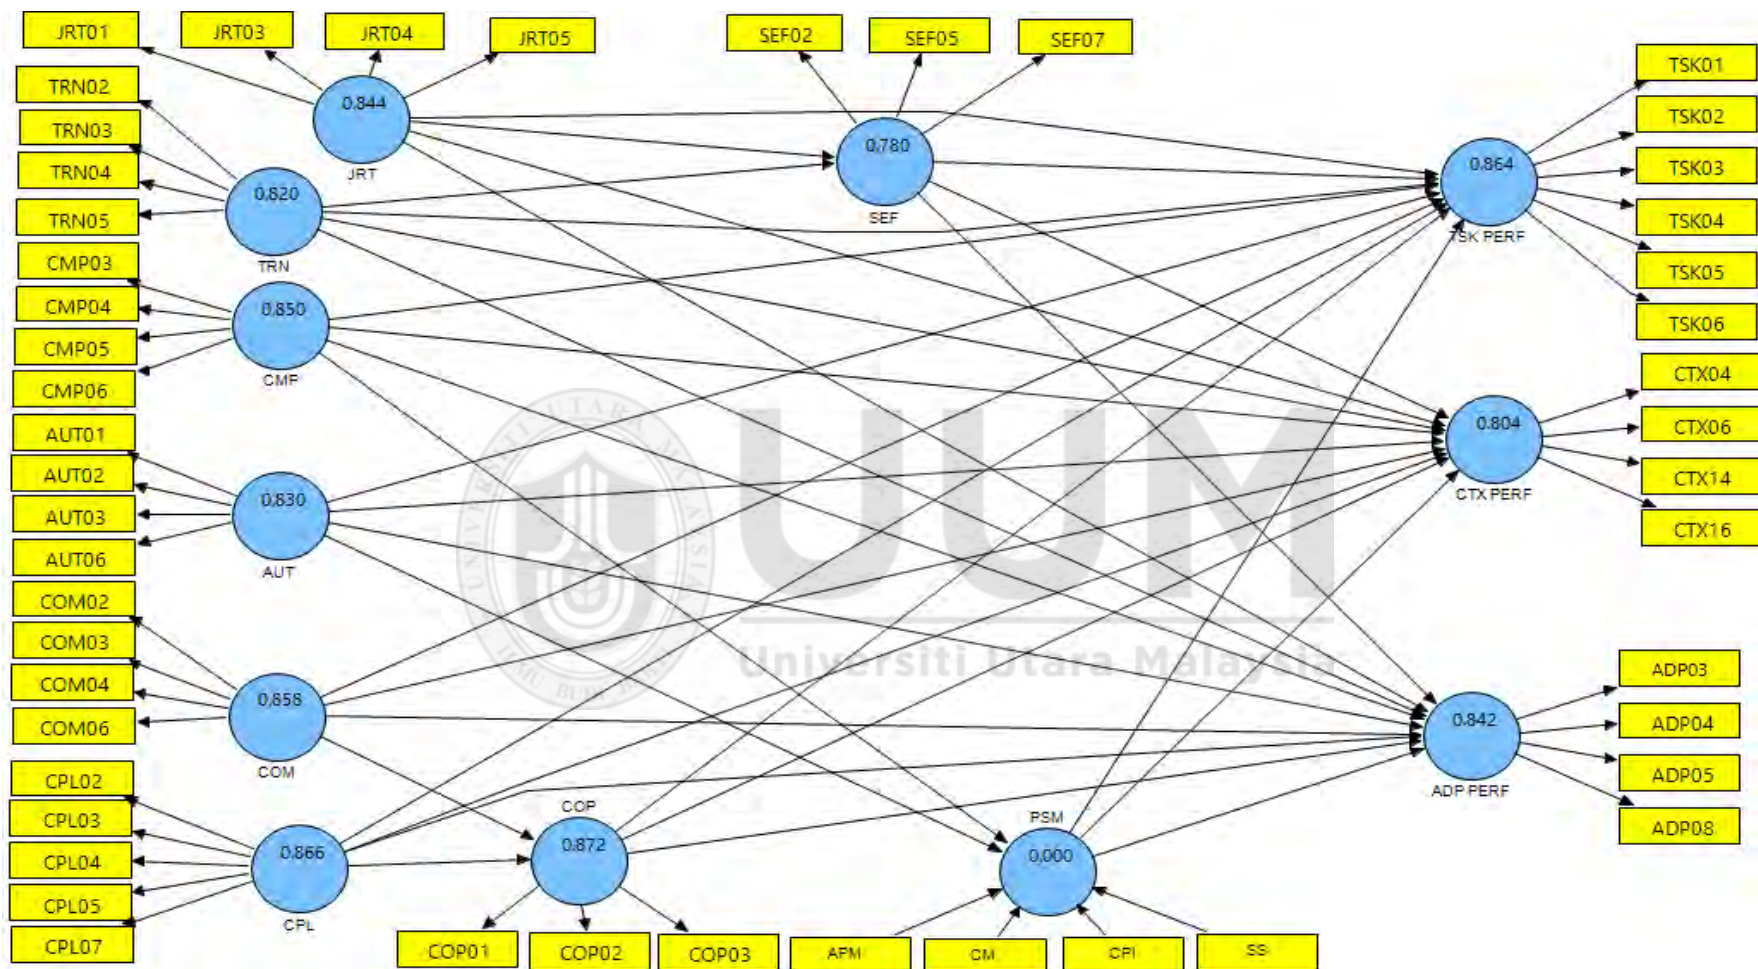 JRT01
JRT03
JRT04
JRT05
SEF02
SEF05
SEF07
TSK01
TRN02
TRN03
TRN04
TRN05
0.844
JRT
0.820
TRN
0.780
SEF
0.864
TSK PERF
TSK02
TSK03
TSK04
TSK05
TSK06
CMP03
CMP04
CMP05
CMP06
0.850
CMP
CTX04
CTX06
CTX14
CTX16
0.804
CTX PERF
AUT01
AUT02
AUT03
AUT06
0.830
AUT
UUM
Universiti Utara Malaysia
UNIVERSITI UTARA MALAYSIA
COM02
COM03
COM04
COM06
0.858
COM
ADP03
ADP04
ADP05
ADP08
0.842
ADP PERF
CPL02
CPL03
CPL04
CPL05
CPL07
0.866
CPL
COP
0.872
PSM
0.000
COP01
COP02
COP03
APM
CM
CPI
SS